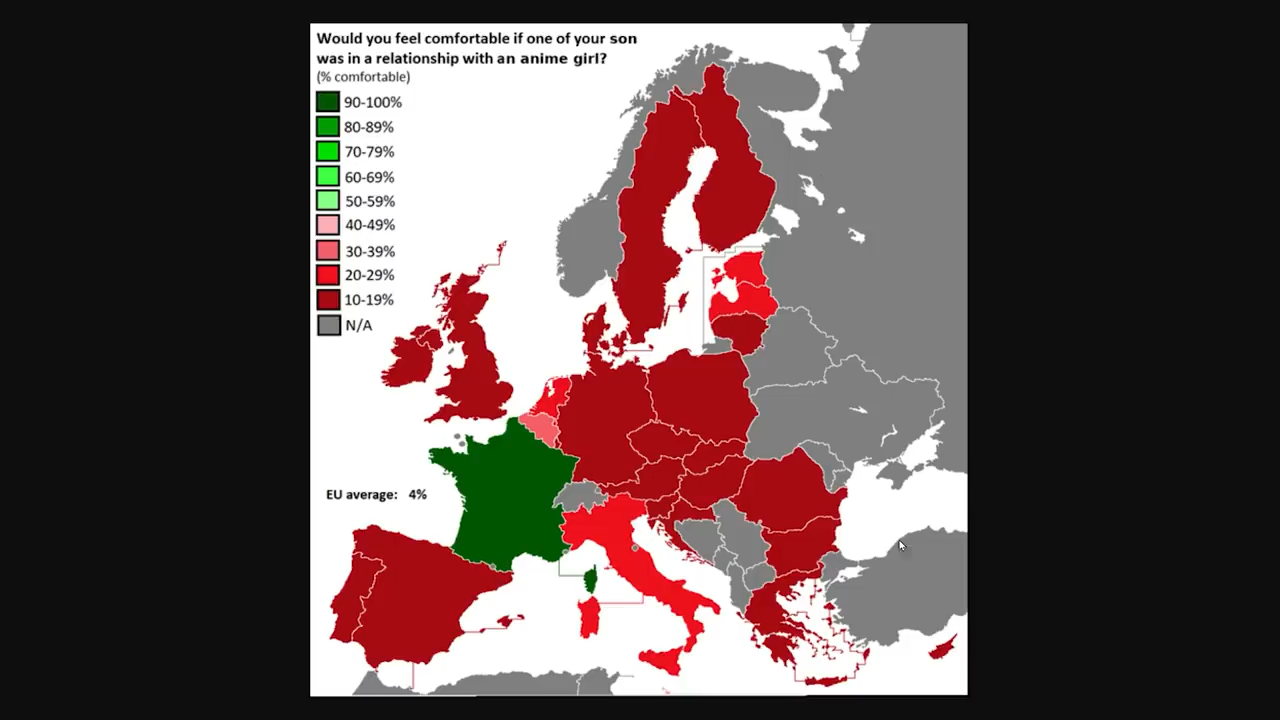 Would you feel comfortable if one of your son
was in a relationship with an anime girl?
(% comfortable)
90-100%
80-89%
70-79%
60-69%
50-59%
40-49%
30-39%
20-29%
10-19%
N/A
EU average: 4%